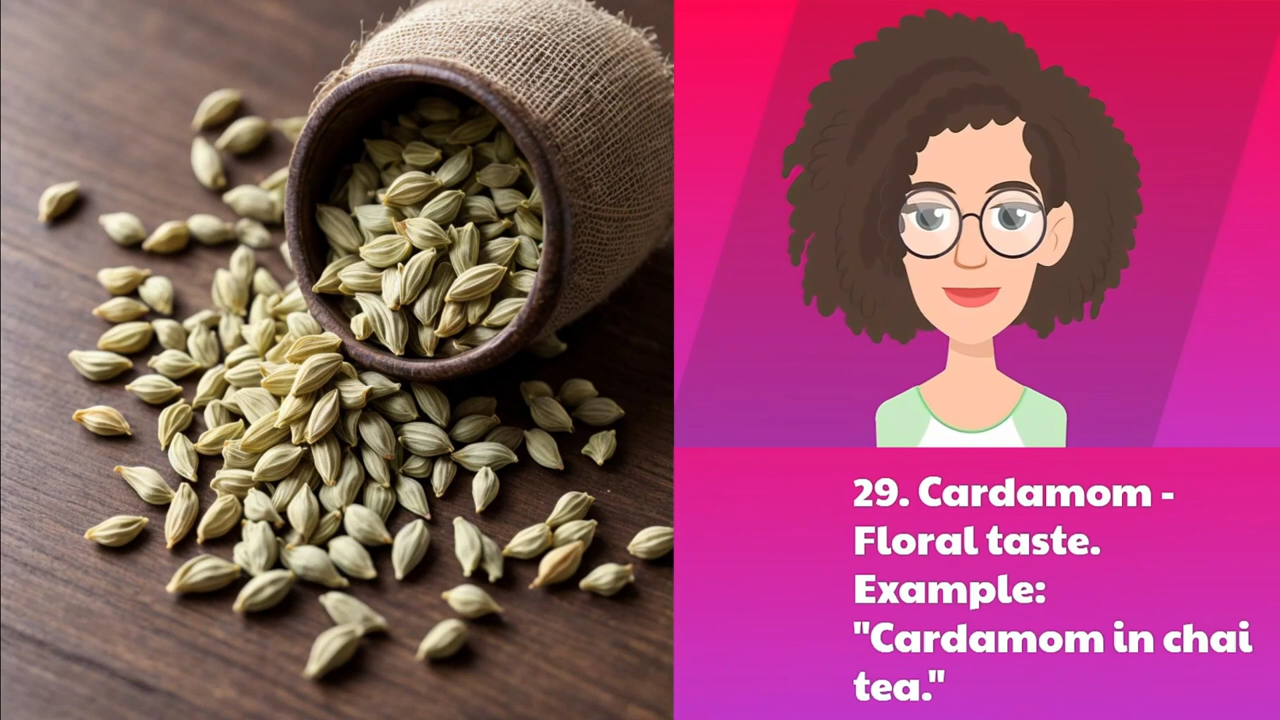 29. Cardamom -
Floral taste.
Example:
"Cardamom in chai
tea."